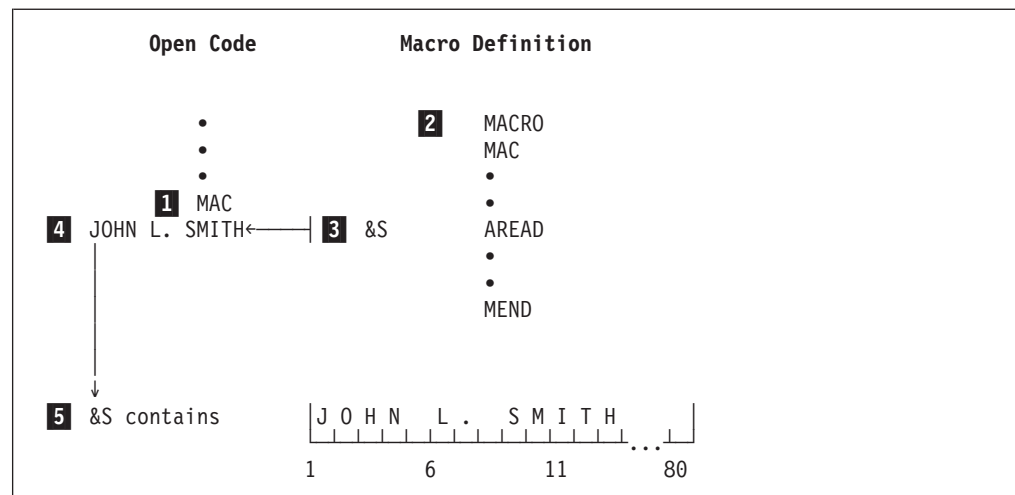 Open Code Macro Definition
• 2 MACRO
• MAC
• •
1 MAC •
4 JOHN L. SMITH← 3 &S AREAD
•
•
MEND
↓
5 &S contains J O H N L . S M I T H
...
1 6 11 80